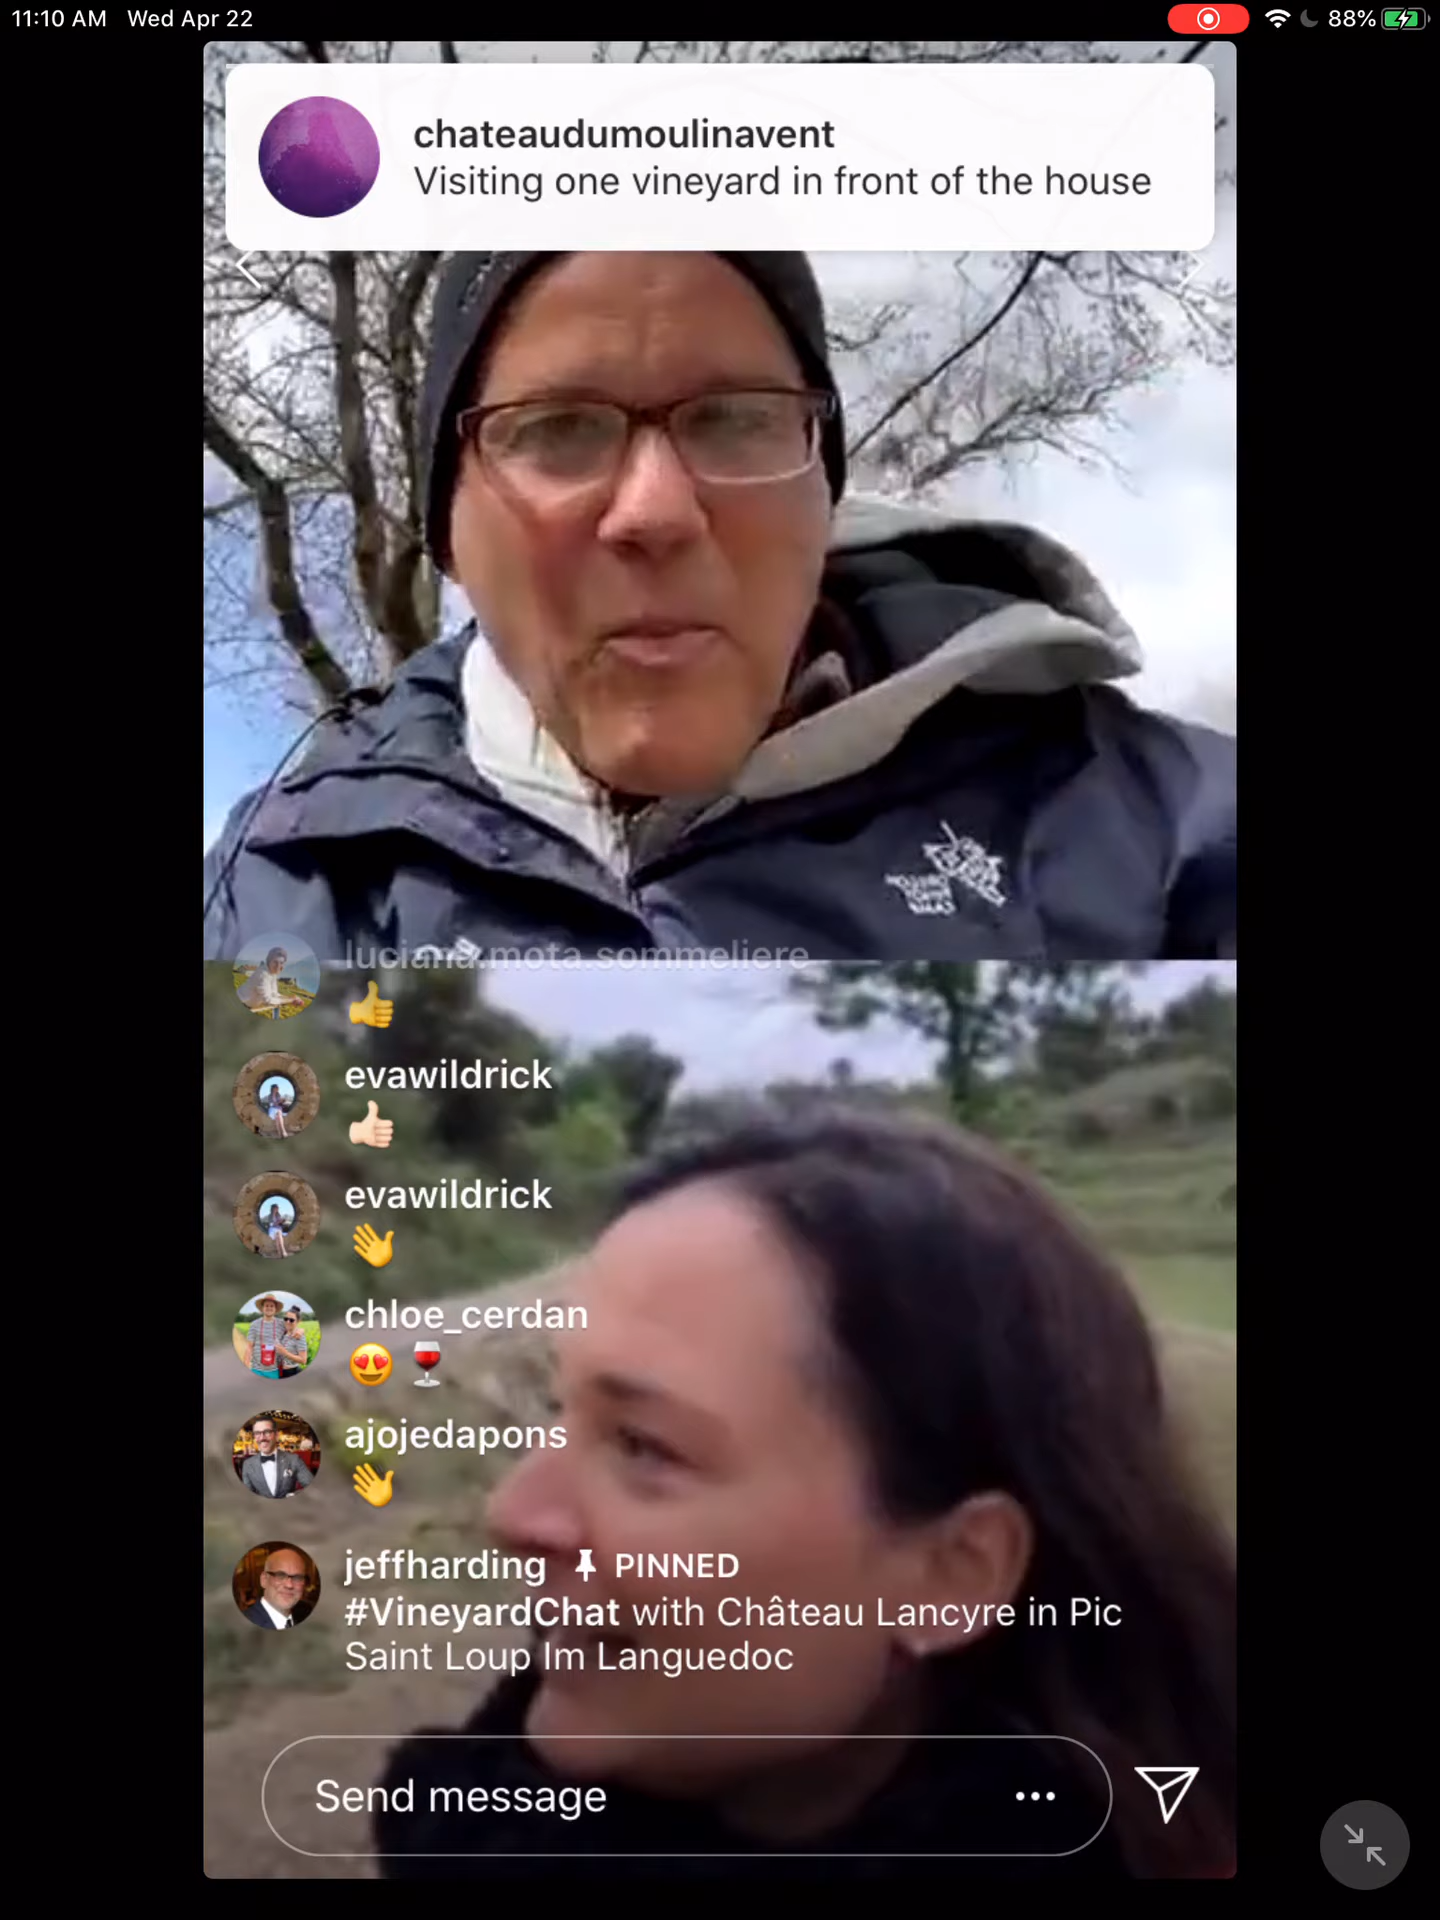 11:10 AM Wed Apr 22
88%
chateaudumoulinavent
Visiting one vineyard in front of the house
luciana.mota.sommeliere
👍
evawildrick
👍🏻
evawildrick
👋
chloe_cerdan
😍🍷
ajojedapons
👋
jeffharding PINNED
#VineyardChat with Château Lancyre in Pic
Saint Loup Im Languedoc
Send message